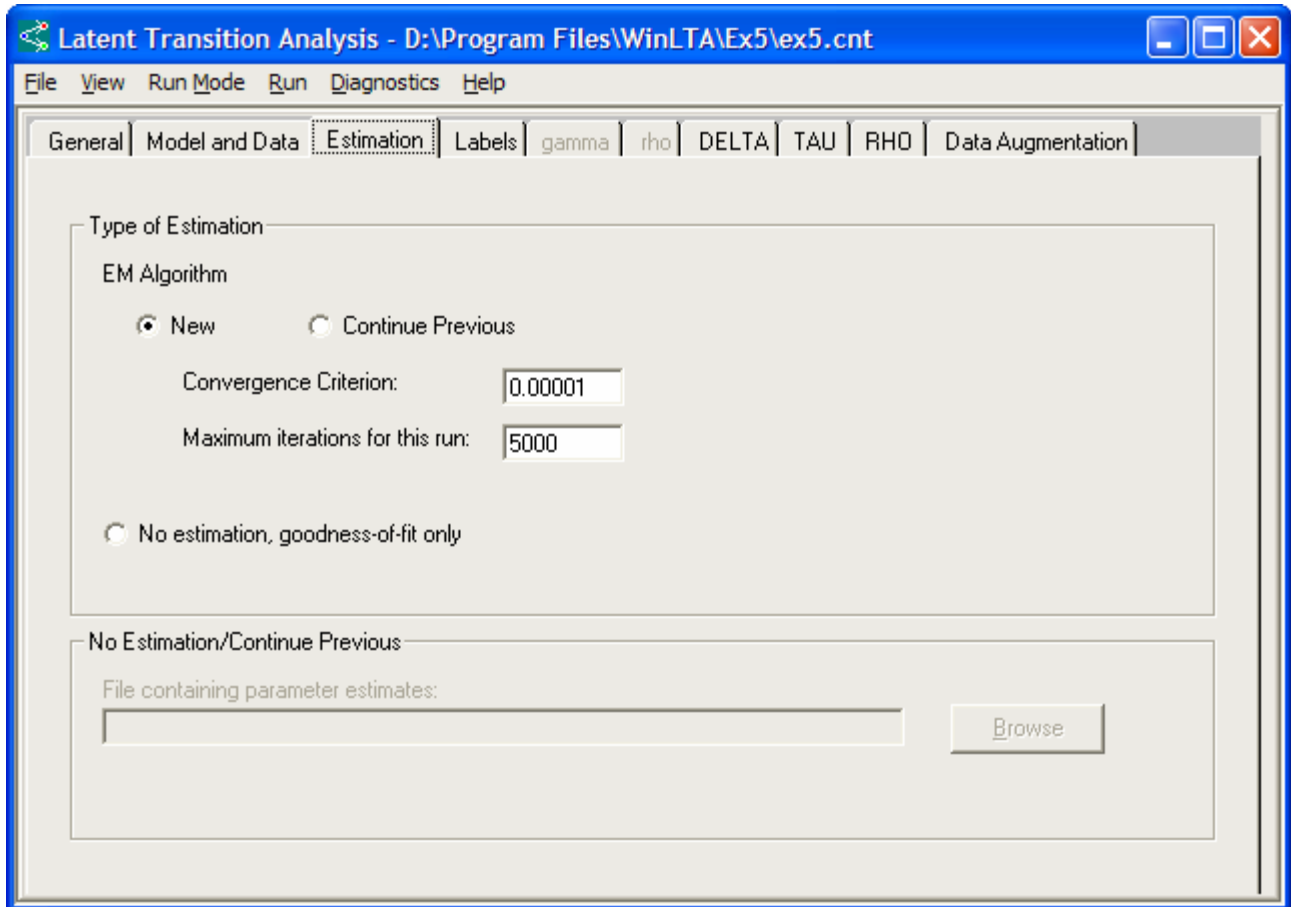 Latent Transition Analysis - D:\Program Files\WinLTA\Ex5\ex5.cnt
File View Run Mode Run Diagnostics Help
General Model and Data Estimation Labels gamma rho DELTA TAU RHO Data Augmentation
Type of Estimation
EM Algorithm
New Continue Previous
Convergence Criterion: 0.00001
Maximum iterations for this run: 5000
No estimation, goodness-of-fit only
No Estimation/Continue Previous
File containing parameter estimates:
Browse